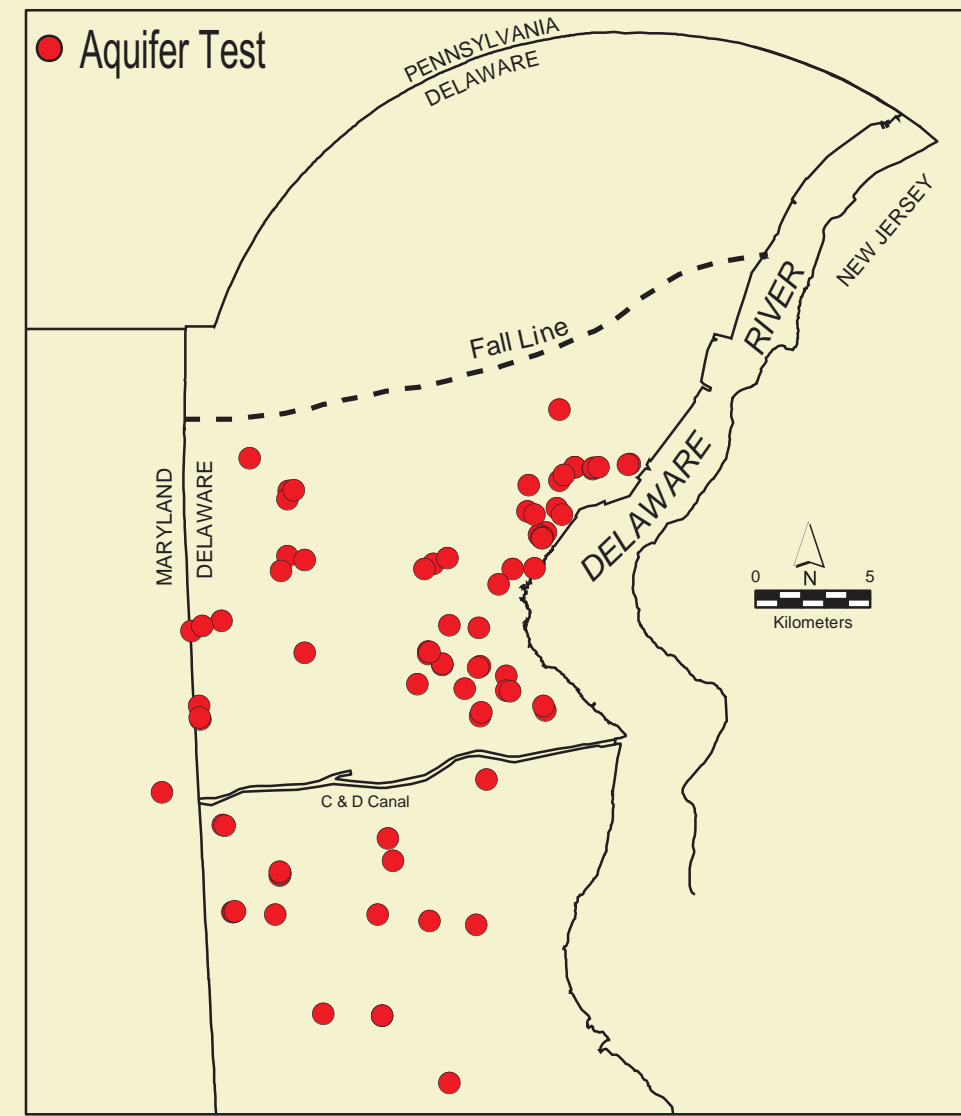 Aquifer Test
PENNSYLVANIA
DELAWARE
NEW JERSEY
RIVER
Fall Line
DELAWARE
MARYLAND
DELAWARE
0 N 5
Kilometers
C & D Canal